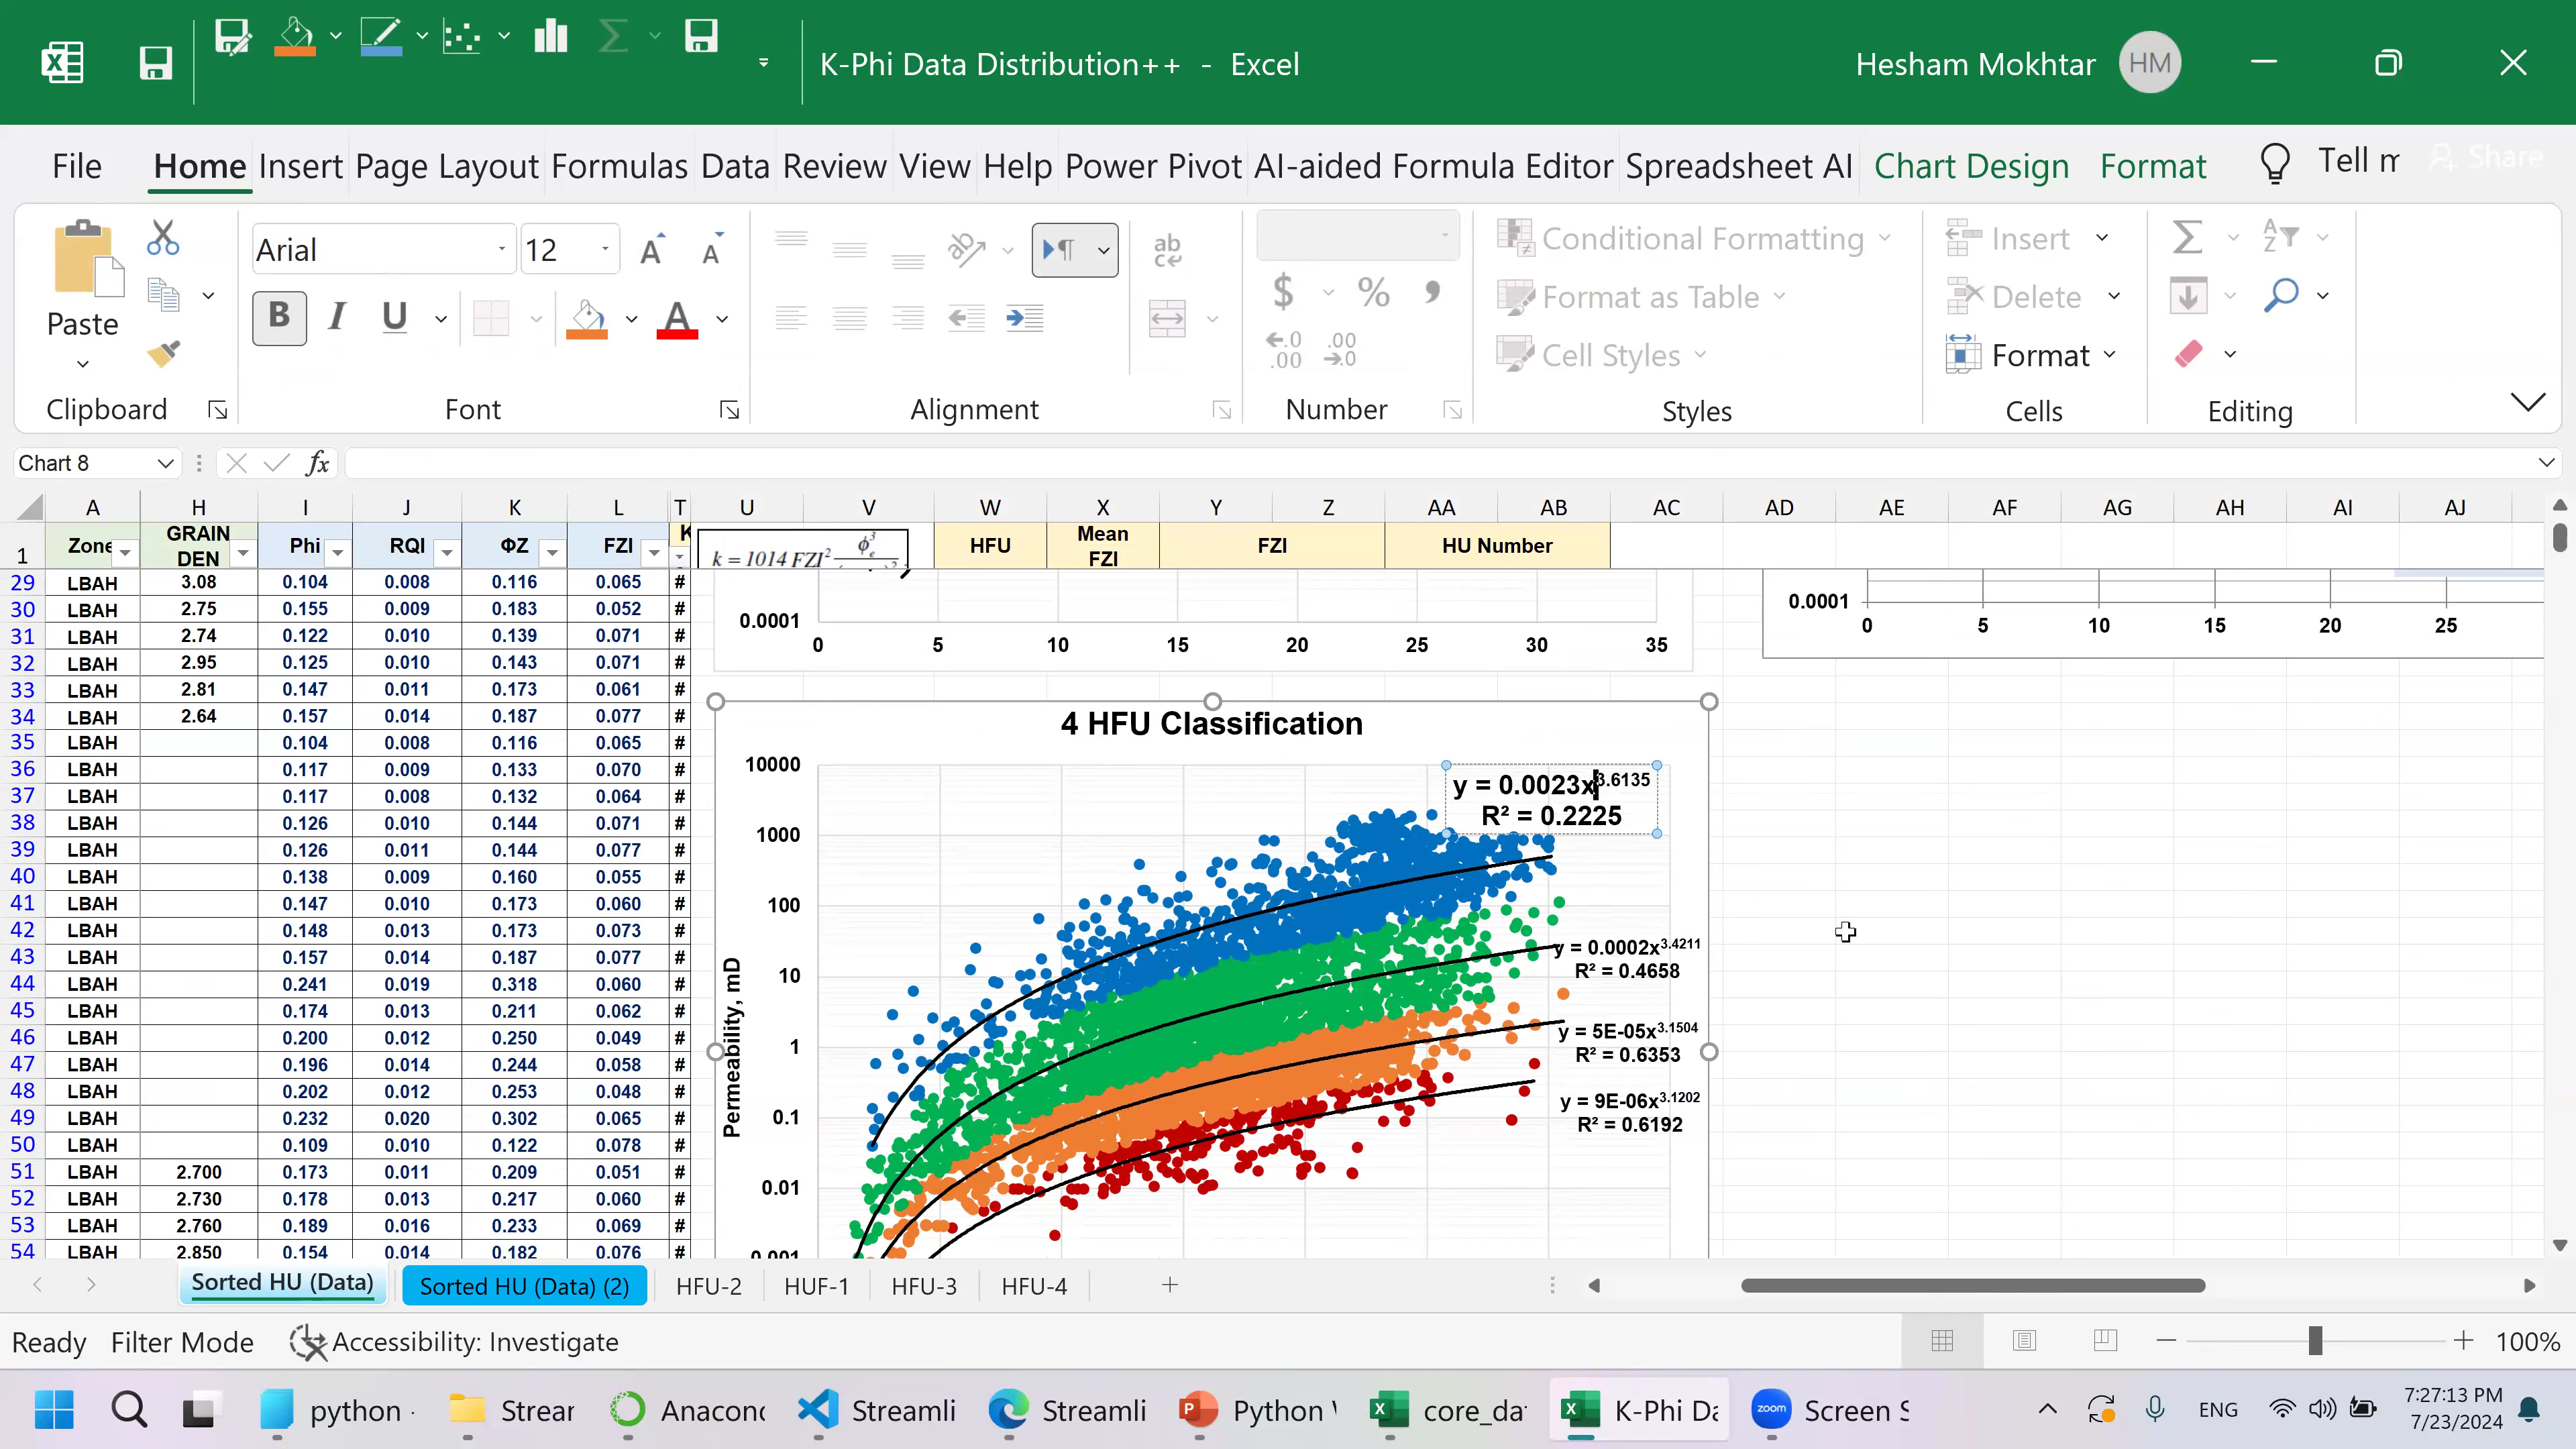 K-Phi Data Distribution++ - Excel
Hesham Mokhtar HM
File Home Insert Page Layout Formulas Data Review View Help Power Pivot AI-aided Formula Editor Spreadsheet AI Chart Design Format Tell m Share
Paste
Arial 12
B I U
ab
$ % ,
Conditional Formatting
Format as Table
Cell Styles
Insert
Delete
Format
Clipboard Font Alignment Number Styles Cells Editing
Chart 8 fx
A H I J K L T U V W X Y Z AA AB AC AD AE AF AG AH AI AJ
1 Zone GRAIN DEN Phi RQI ΦZ FZI K HFU Mean FZI FZI HU Number
29 LBAH 3.08 0.104 0.008 0.116 0.065 #
30 LBAH 2.75 0.155 0.009 0.183 0.052 #
31 LBAH 2.74 0.122 0.010 0.139 0.071 #
32 LBAH 2.95 0.125 0.010 0.143 0.071 #
33 LBAH 2.81 0.147 0.011 0.173 0.061 #
34 LBAH 2.64 0.157 0.014 0.187 0.077 #
35 LBAH 0.104 0.008 0.116 0.065 #
36 LBAH 0.117 0.009 0.133 0.070 #
37 LBAH 0.117 0.008 0.132 0.064 #
38 LBAH 0.126 0.010 0.144 0.071 #
39 LBAH 0.126 0.011 0.144 0.077 #
40 LBAH 0.138 0.009 0.160 0.055 #
41 LBAH 0.147 0.010 0.173 0.060 #
42 LBAH 0.148 0.013 0.173 0.073 #
43 LBAH 0.157 0.014 0.187 0.077 #
44 LBAH 0.241 0.019 0.318 0.060 #
45 LBAH 0.174 0.013 0.211 0.062 #
46 LBAH 0.200 0.012 0.250 0.049 #
47 LBAH 0.196 0.014 0.244 0.058 #
48 LBAH 0.202 0.012 0.253 0.048 #
49 LBAH 0.232 0.020 0.302 0.065 #
50 LBAH 0.109 0.010 0.122 0.078 #
51 LBAH 2.700 0.173 0.011 0.209 0.051 #
52 LBAH 2.730 0.178 0.013 0.217 0.060 #
53 LBAH 2.760 0.189 0.016 0.233 0.069 #
54 LBAH 2.850 0.154 0.014 0.182 0.076 #
0.0001
0 5 10 15 20 25 30 35
0.0001
0 5 10 15 20 25
4 HFU Classification
10000
1000
100
10
1
0.1
0.01
0.001
Permeability, mD
y = 0.0023x^3.6135
R² = 0.2225
y = 0.0002x^3.4211
R² = 0.4658
y = 5E-05x^3.1504
R² = 0.6353
y = 9E-06x^3.1202
R² = 0.6192
Sorted HU (Data) Sorted HU (Data) (2) HFU-2 HUF-1 HFU-3 HFU-4
Ready Filter Mode Accessibility: Investigate 100%
python Strear Anacon Streamli Streamli Python core_da K-Phi Da zoom Screen S ENG 7:27:13 PM
7/23/2024